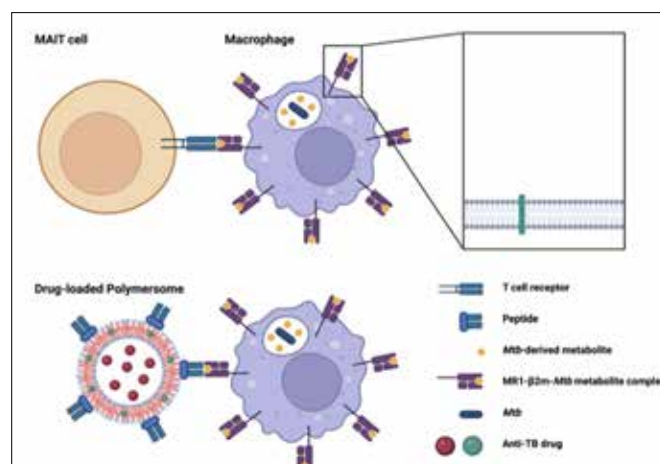 MAIT cell
Macrophage
Drug-loaded Polymersome
T cell receptor
Peptide
Mtb-derived metabolite
MR1-β2m-Mtb metabolite complex
Mtb
Anti-TB drug